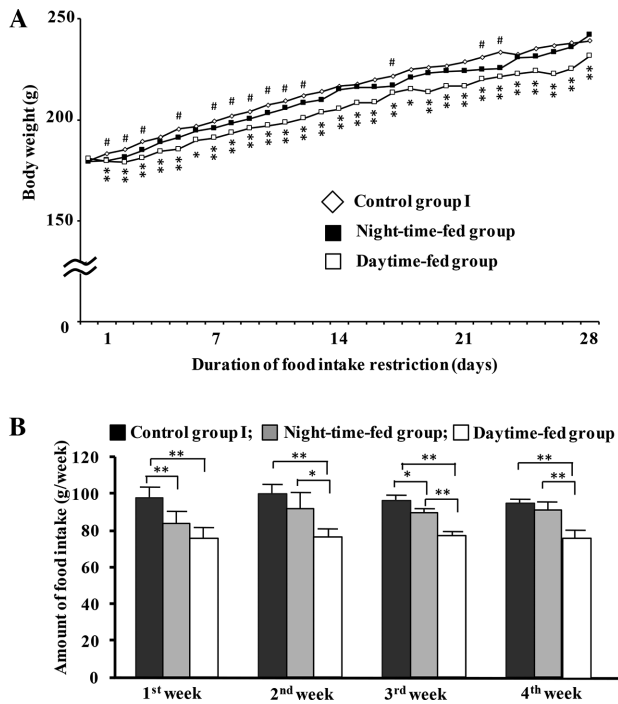 A
Body weight (g)
250
200
150
0
# # # # # # # # # # # # #
** ** ** ** ** * ** ** ** ** ** ** ** ** ** ** ** * ** ** ** ** ** ** ** ** ** **
Control group I
Night-time-fed group
Daytime-fed group
1 7 14 21 28
Duration of food intake restriction (days)
B
Control group I; Night-time-fed group; Daytime-fed group
Amount of food intake (g/week)
120
100
80
60
40
20
0
** ** ** **
** * * ** **
1st week 2nd week 3rd week 4th week